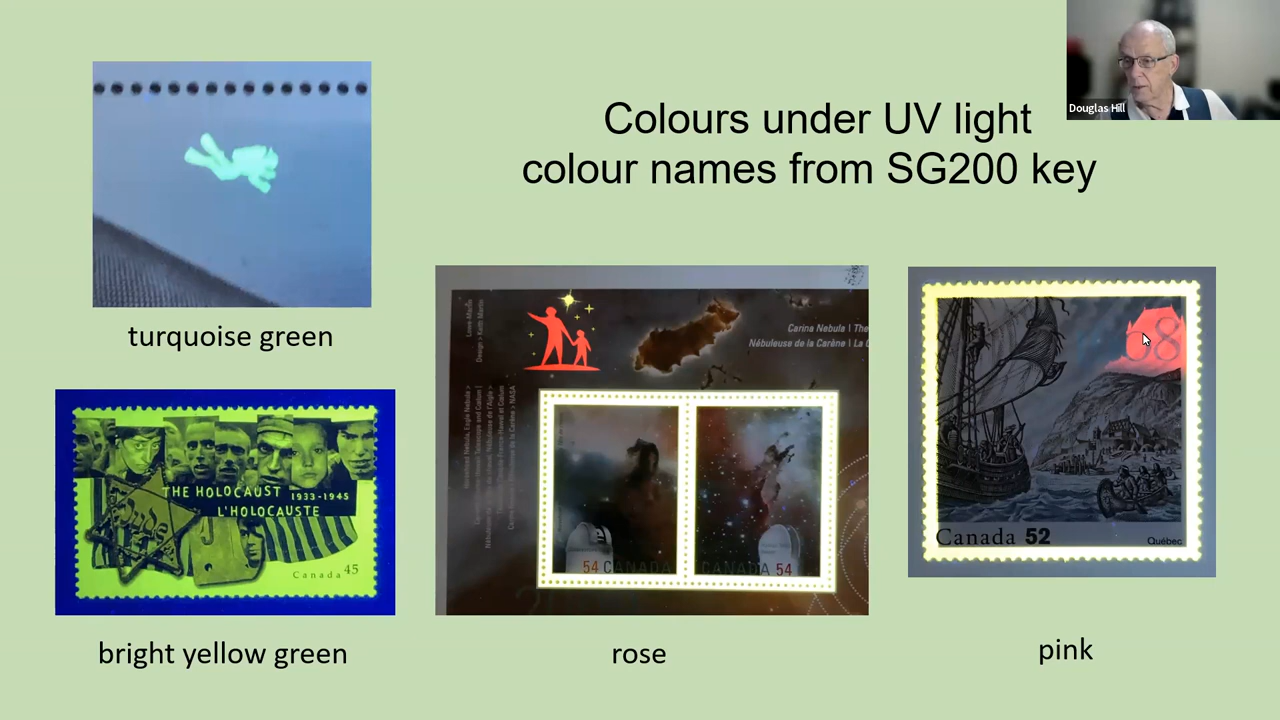 Douglas Hill
Colours under UV light
colour names from SG200 key
turquoise green
THE HOLOCAUST 1933-1945
L'HOLOCAUSTE
Canada 45
bright yellow green
Carina Nebula | The
Nébuleuse de la Carène | La
54 CANADA
CANADA 54
rose
08
Canada 52
Québec
pink